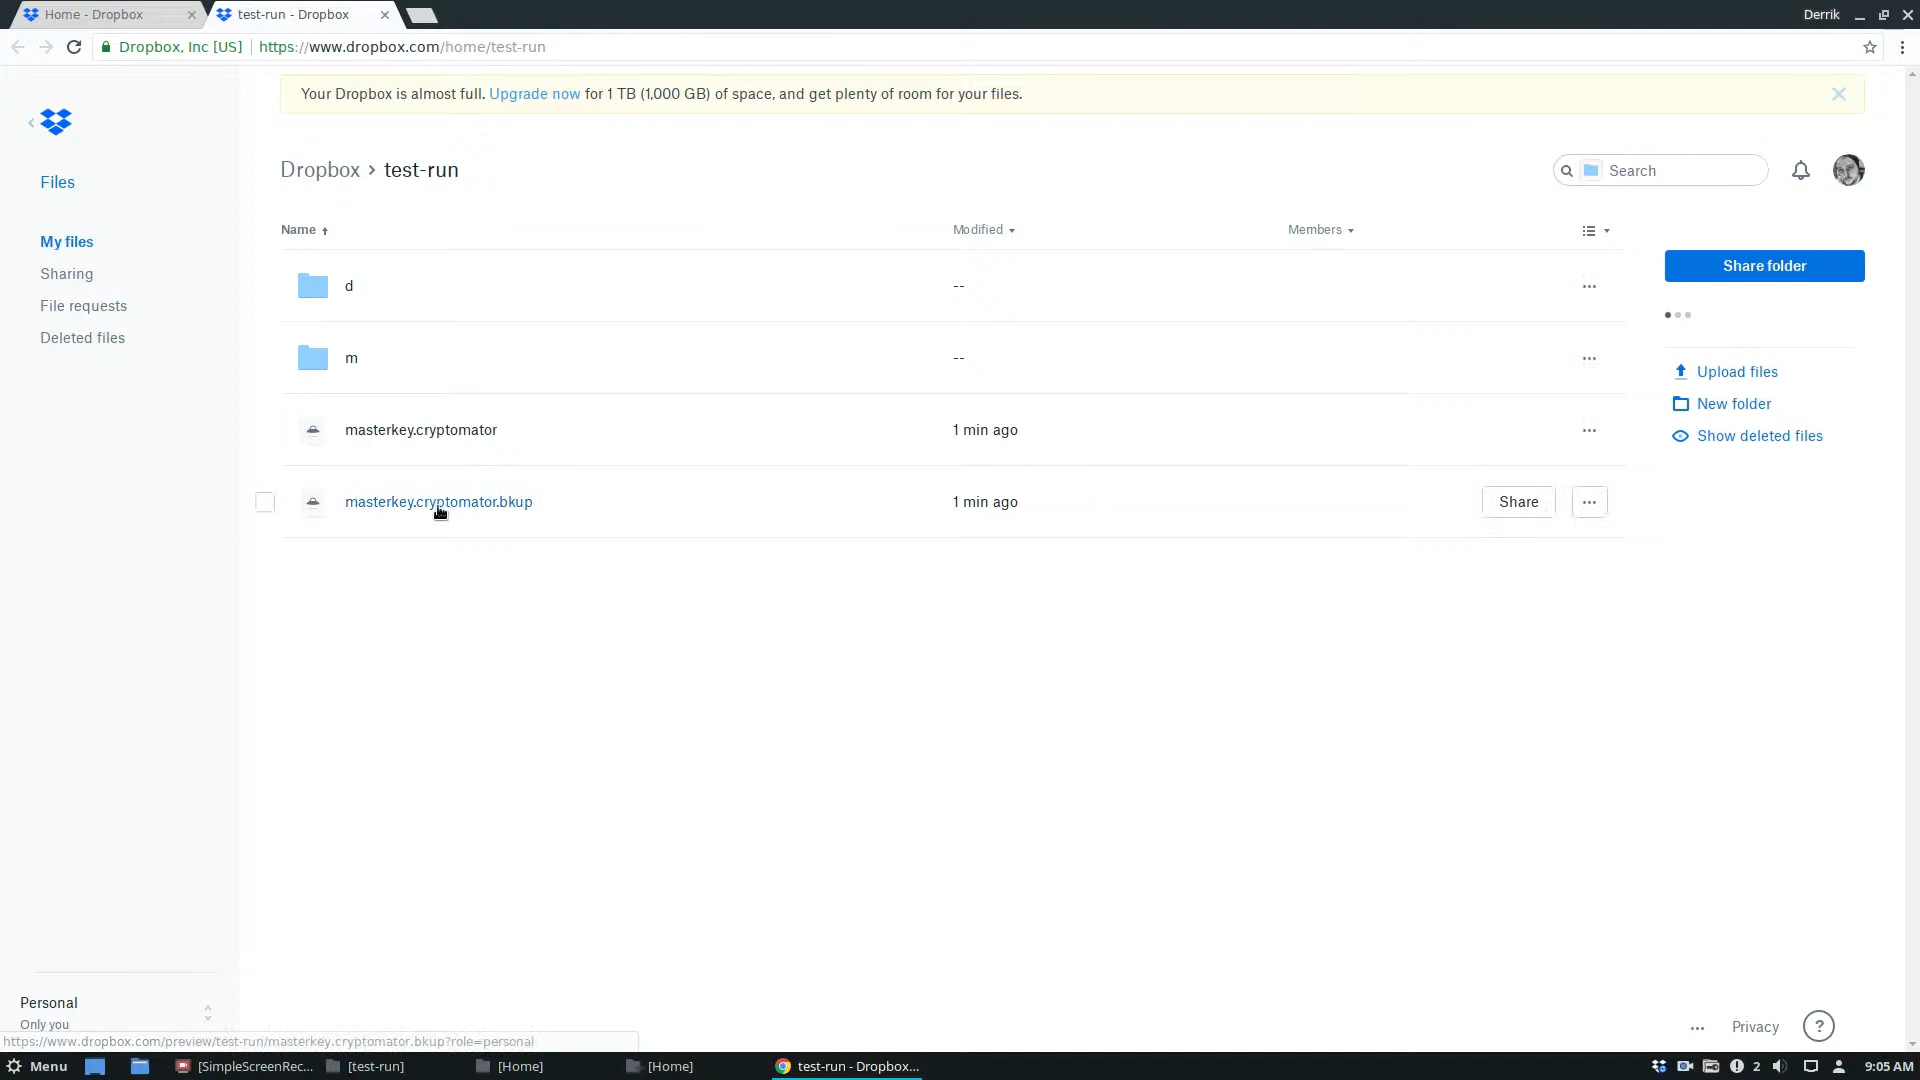 Home - Dropbox
test-run - Dropbox
Derrik
Dropbox, Inc [US]
https://www.dropbox.com/home/test-run
Your Dropbox is almost full. Upgrade now for 1 TB (1,000 GB) of space, and get plenty of room for your files.
Files
My files
Sharing
File requests
Deleted files
Dropbox › test-run
Search
Name
Modified
Members
d
--
m
--
masterkey.cryptomator
1 min ago
masterkey.cryptomator.bkup
1 min ago
Share
Share folder
Upload files
New folder
Show deleted files
Personal
Only you
Privacy
?
https://www.dropbox.com/preview/test-run/masterkey.cryptomator.bkup?role=personal
Menu
[SimpleScreenRec...
[test-run]
[Home]
[Home]
test-run - Dropbox...
2
9:05 AM